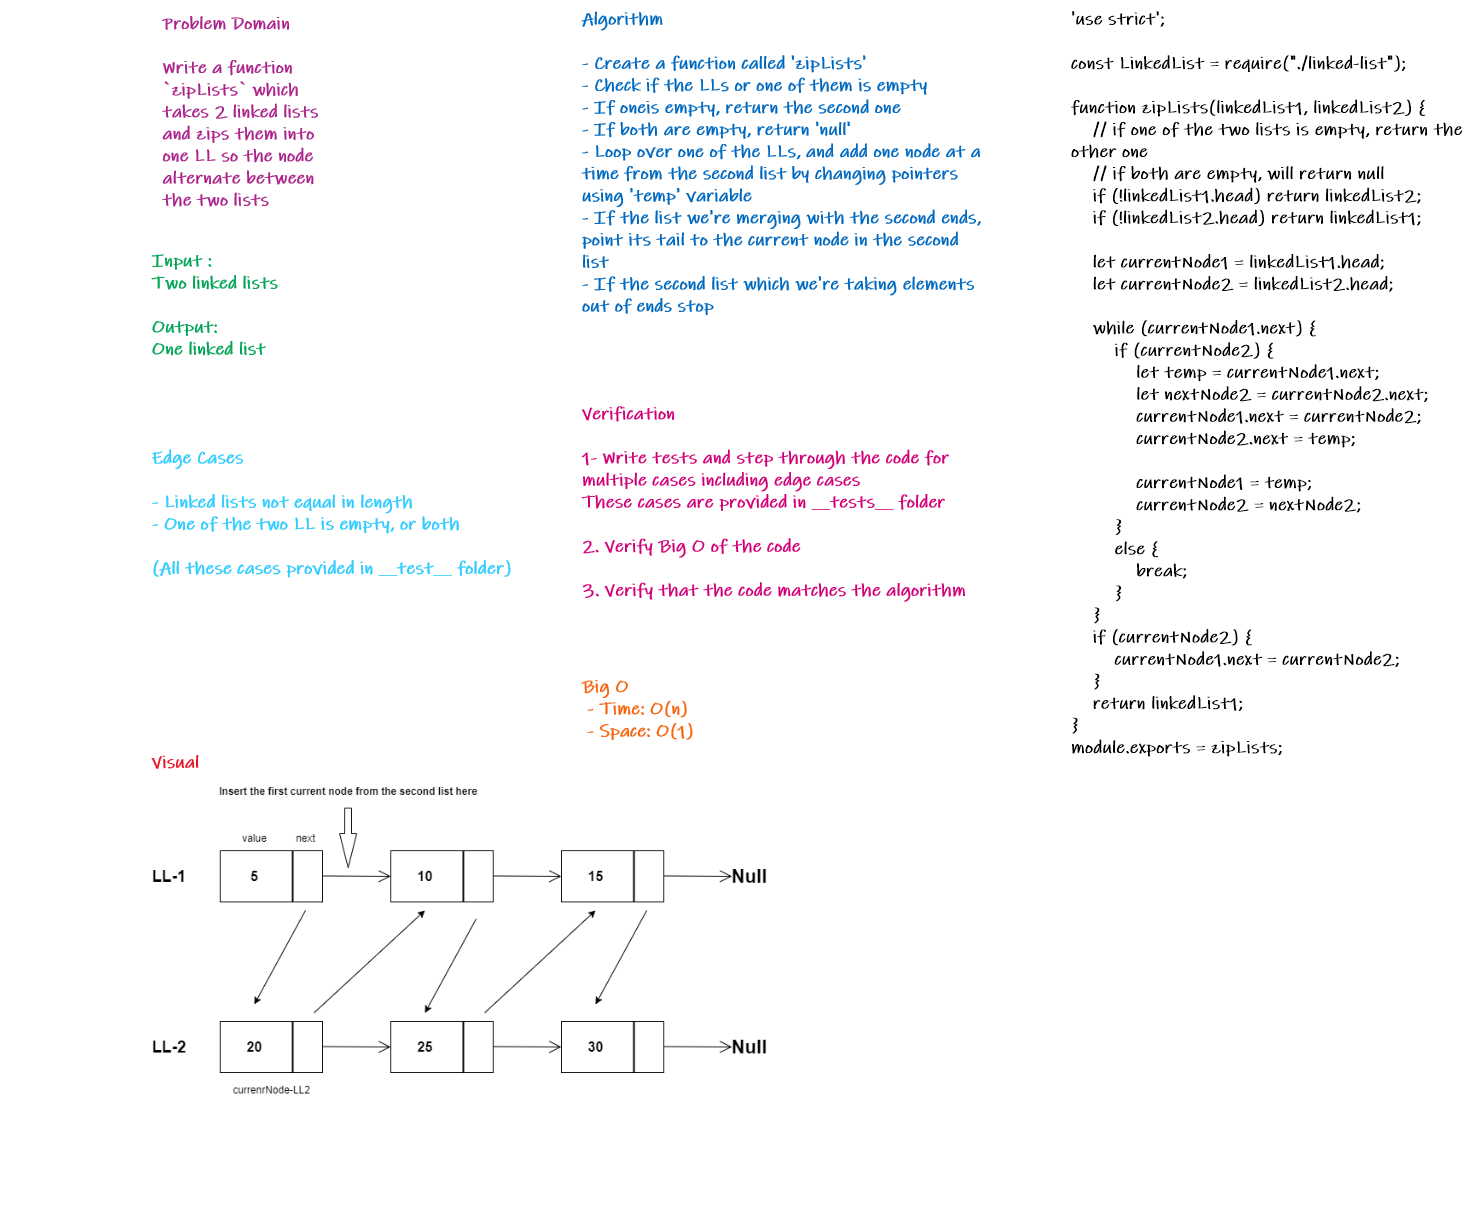 Problem Domain
Write a function
`zipLists` which
takes 2 linked lists
and zips them into
one LL so the node
alternate between
the two lists
Input :
Two linked lists
Output:
One linked list
Edge Cases
- Linked lists not equal in length
- One of the two LL is empty, or both
(All these cases provided in __test__ folder)
Algorithm
- Create a function called 'zipLists'
- Check if the LLs or one of them is empty
- If oneis empty, return the second one
- If both are empty, return 'null'
- Loop over one of the LLs, and add one node at a
time from the second list by changing pointers
using 'temp' variable
- If the list we're merging with the second ends,
point its tail to the current node in the second
list
- If the second list which we're taking elements
out of ends stop
Verification
1- Write tests and step through the code for
multiple cases including edge cases
These cases are provided in __tests__ folder
2. Verify Big O of the code
3. Verify that the code matches the algorithm
Big O
- Time: O(n)
- Space: O(1)
'use strict';
const LinkedList = require("./linked-list");
function zipLists(linkedList1, linkedList2) {
// if one of the two lists is empty, return the
other one
// if both are empty, will return null
if (!linkedList1.head) return linkedList2;
if (!linkedList2.head) return linkedList1;
let currentNode1 = linkedList1.head;
let currentNode2 = linkedList2.head;
while (currentNode1.next) {
if (currentNode2) {
let temp = currentNode1.next;
let nextNode2 = currentNode2.next;
currentNode1.next = currentNode2;
currentNode2.next = temp;
currentNode1 = temp;
currentNode2 = nextNode2;
}
else {
break;
}
}
if (currentNode2) {
currentNode1.next = currentNode2;
}
return linkedList1;
}
module.exports = zipLists;
Visual
Insert the first current node from the second list here
value next
LL-1 5 10 15 Null
LL-2 20 25 30 Null
currenrNode-LL2